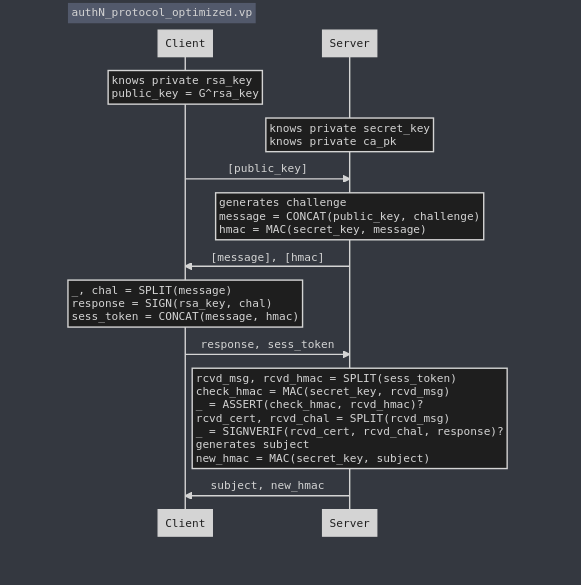 authN_protocol_optimized.vp
Client
Server
knows private rsa_key
public_key = G^rsa_key
knows private secret_key
knows private ca_pk
[public_key]
generates challenge
message = CONCAT(public_key, challenge)
hmac = MAC(secret_key, message)
[message], [hmac]
_, chal = SPLIT(message)
response = SIGN(rsa_key, chal)
sess_token = CONCAT(message, hmac)
response, sess_token
rcvd_msg, rcvd_hmac = SPLIT(sess_token)
check_hmac = MAC(secret_key, rcvd_msg)
_ = ASSERT(check_hmac, rcvd_hmac)?
rcvd_cert, rcvd_chal = SPLIT(rcvd_msg)
_ = SIGNVERIF(rcvd_cert, rcvd_chal, response)?
generates subject
new_hmac = MAC(secret_key, subject)
subject, new_hmac
Client
Server